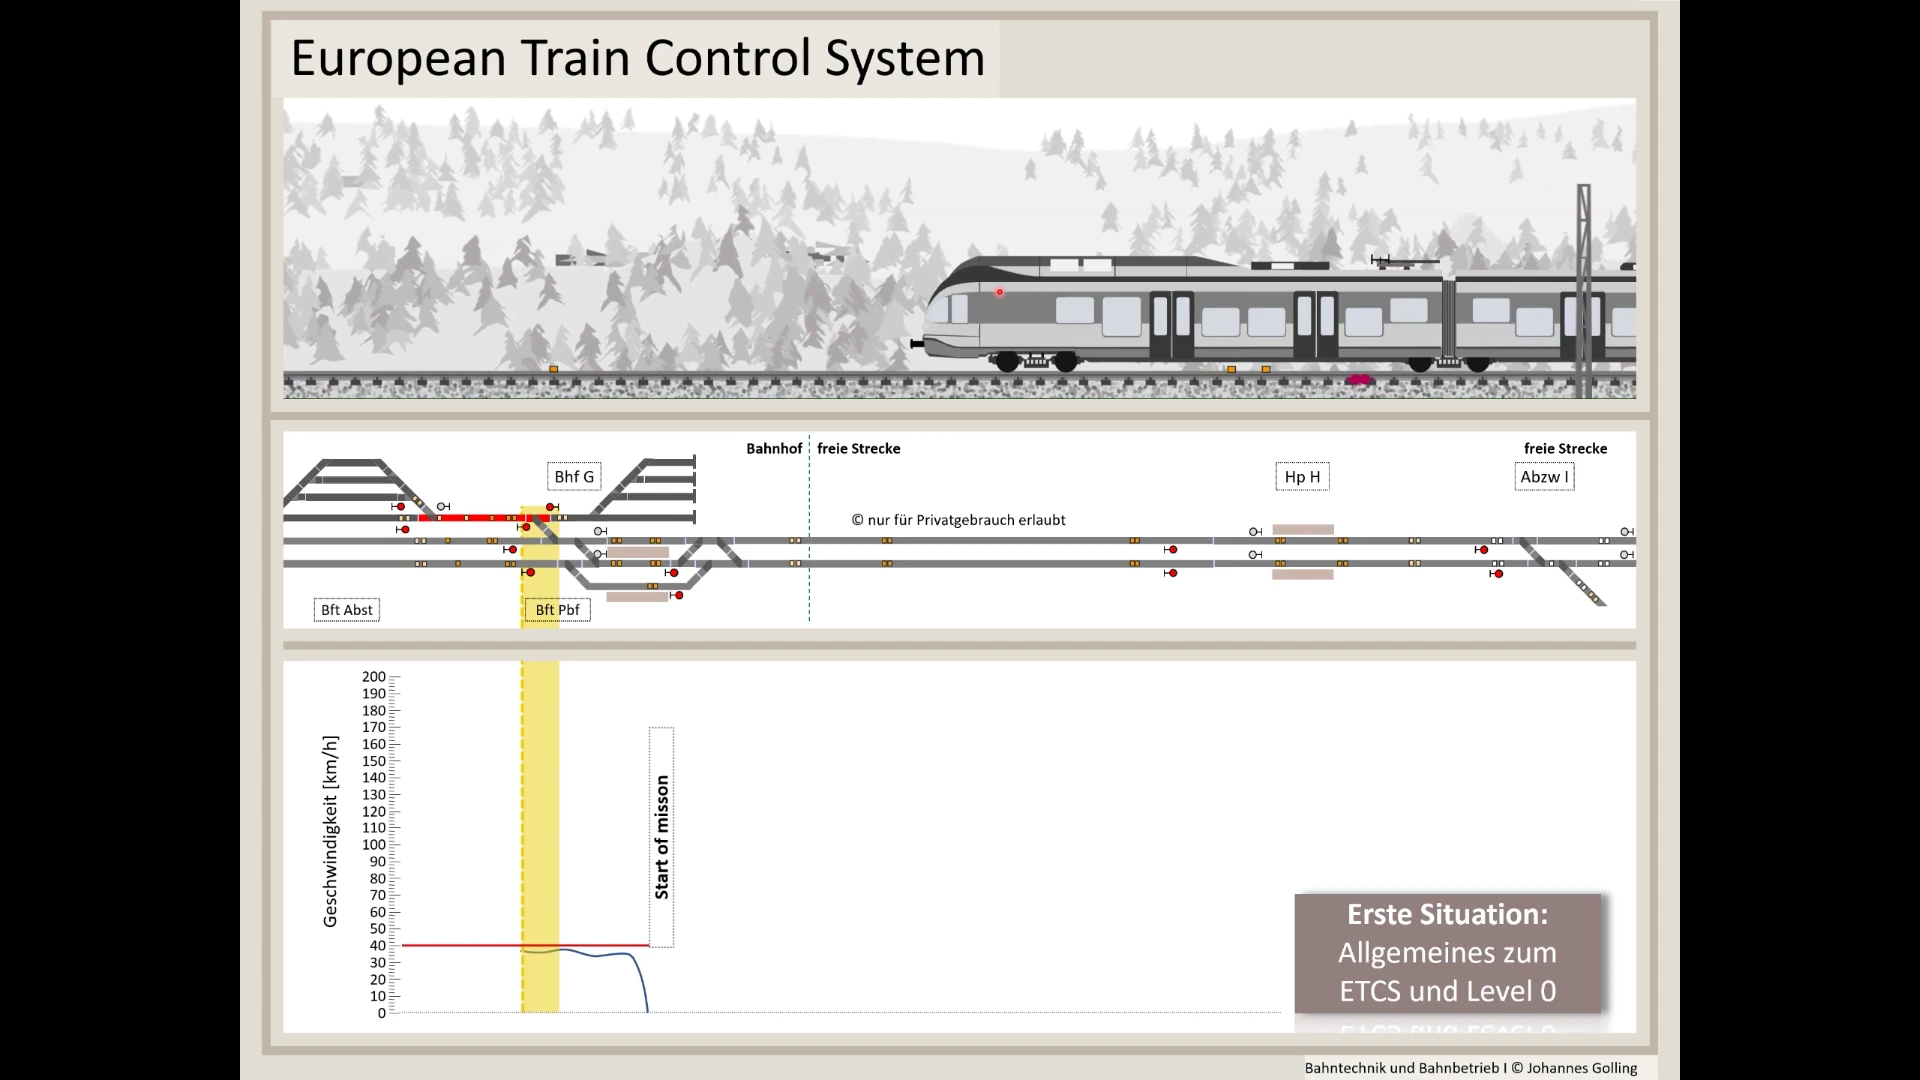 European Train Control System
Bahnhof
freie Strecke
freie Strecke
Bhf G
Hp H
Abzw I
© nur für Privatgebrauch erlaubt
Bft Abst
Bft Pbf
200
190
180
170
160
150
140
130
120
110
100
90
80
70
60
50
40
30
20
10
0
Geschwindigkeit [km/h]
Start of misson
Erste Situation:
Allgemeines zum
ETCS und Level 0
Bahntechnik und Bahnbetrieb I © Johannes Golling